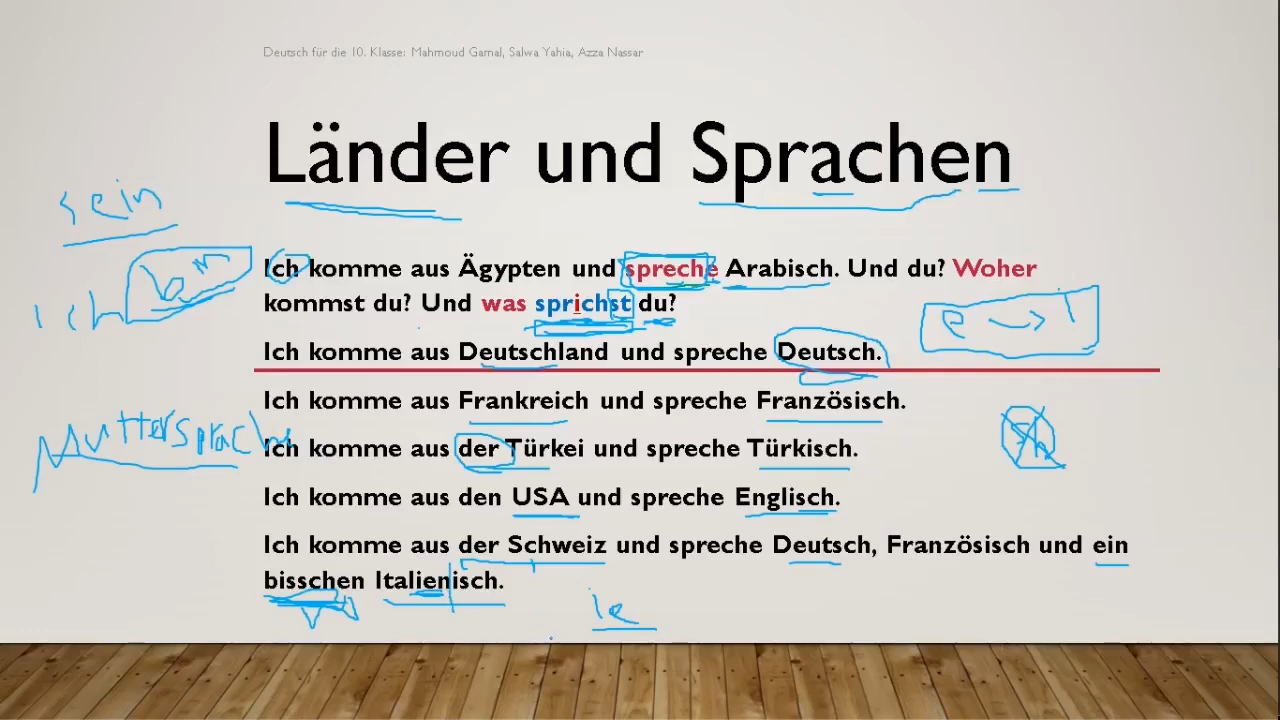 Deutsch für die 10. Klasse: Mahmoud Gamal, Salwa Yahia, Azza Nassar
Länder und Sprachen
sein
Ich komme aus Ägypten und spreche Arabisch. Und du? Woher
kommst du? Und was sprichst du?
ich bin
e → i
Ich komme aus Deutschland und spreche Deutsch.
Ich komme aus Frankreich und spreche Französisch.
Muttersprache
Ich komme aus der Türkei und spreche Türkisch.
Ich komme aus den USA und spreche Englisch.
Ich komme aus der Schweiz und spreche Deutsch, Französisch und ein
bisschen Italienisch.
ie